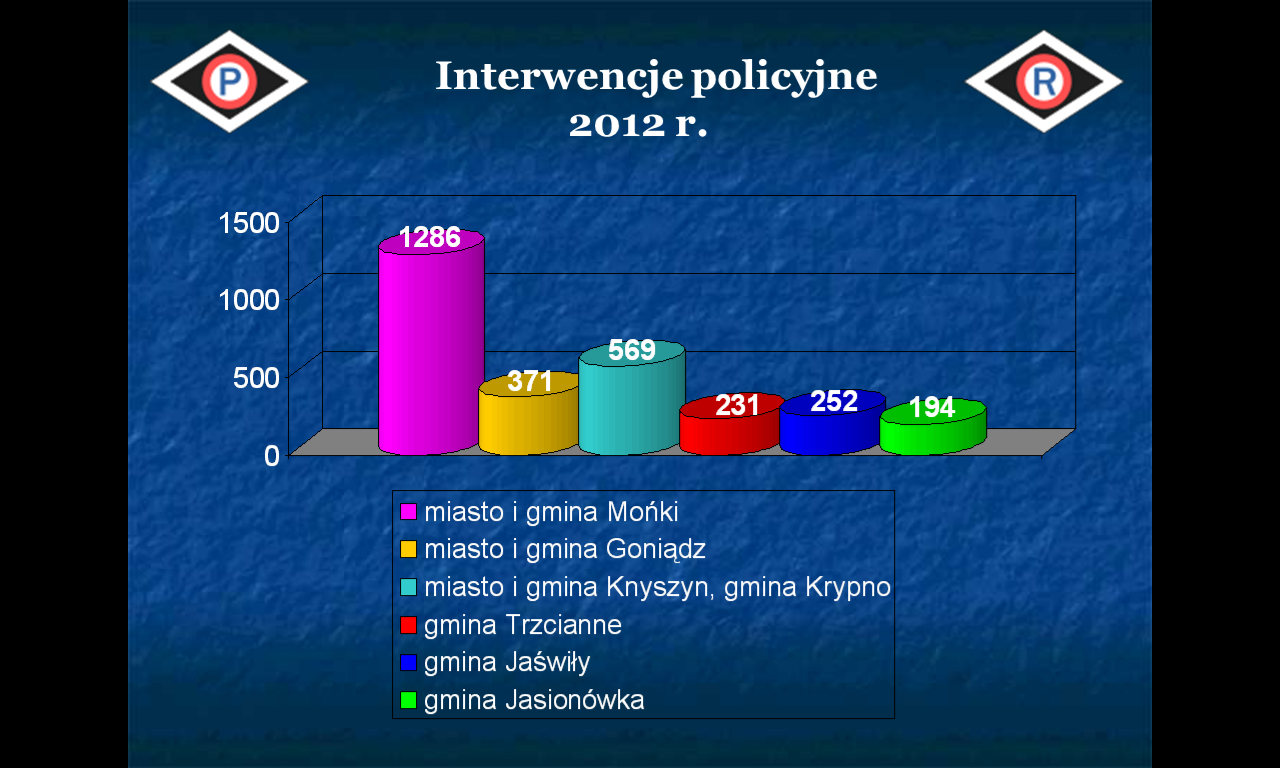 P
R
Interwencje policyjne
2012 r.
1500
1000
500
0
1286
371
569
231
252
194
miasto i gmina Mońki
miasto i gmina Goniądz
miasto i gmina Knyszyn, gmina Krypno
gmina Trzcianne
gmina Jaświły
gmina Jasionówka